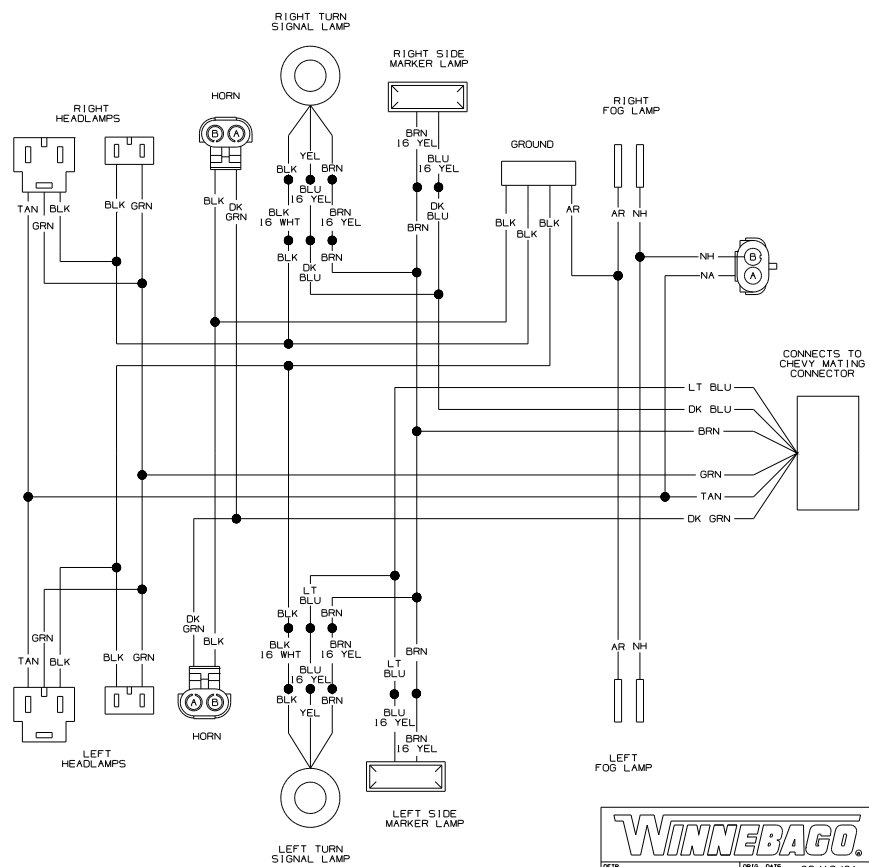 RIGHT TURN
SIGNAL LAMP
RIGHT SIDE
MARKER LAMP
RIGHT
HEADLAMPS
HORN
RIGHT
FOG LAMP
GROUND
B A
BRN
16 YEL
BLU
16 YEL
YEL
BLK
BRN
BLU
16 YEL
TAN
BLK
GRN
BLK
GRN
BLK
DK
GRN
BLK
16 WHT
BRN
16 YEL
DK
BLU
BRN
BLK
BLK
BLK
AR
AR
NH
BLK
DK
BLU
BRN
NH
B
NA
A
CONNECTS TO
CHEVY MATING
CONNECTOR
LT BLU
DK BLU
BRN
GRN
TAN
DK GRN
LT
BLU
BLK
BRN
DK
GRN
BLK
GRN
TAN
BLK
BLK
GRN
BLK
16 WHT
BRN
16 YEL
BLU
16 YEL
LT
BLU
BRN
AR
NH
BLK
YEL
BRN
BLU
16 YEL
BRN
16 YEL
A B
HORN
LEFT
HEADLAMPS
LEFT
FOG LAMP
LEFT SIDE
MARKER LAMP
LEFT TURN
SIGNAL LAMP
WINNEBAGO®